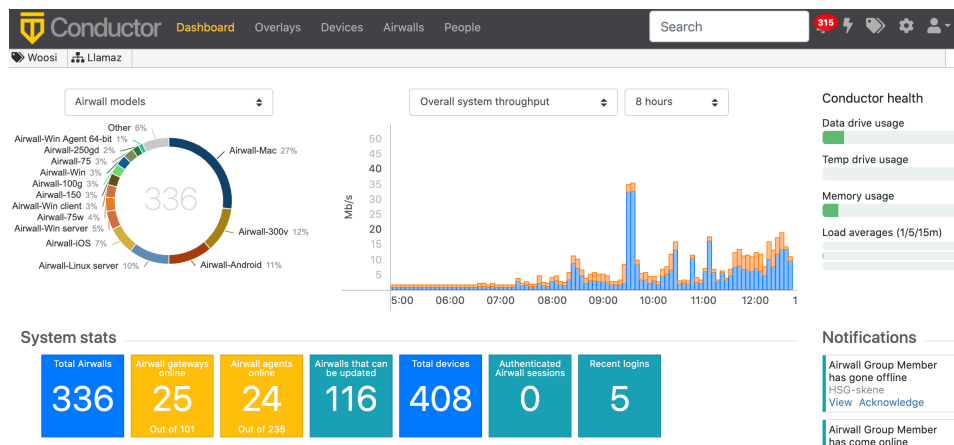 Conductor Dashboard Overlays Devices Airwalls People Search 315
Woosi Llamaz
Airwall models
Overall system throughput
8 hours
Conductor health
Data drive usage
Temp drive usage
Memory usage
Load averages (1/5/15m)
Other 6%
Airwall-Win Agent 64-bit 1%
Airwall-250gd 2%
Airwall-75 3%
Airwall-Win 3%
Airwall-100g 3%
Airwall-150 3%
Airwall-Win client 3%
Airwall-75w 4%
Airwall-Win server 5%
Airwall-iOS 7%
Airwall-Linux server 10%
Airwall-Mac 27%
Airwall-300v 12%
Airwall-Android 11%
336
Mb/s
50
45
40
35
30
25
20
15
10
5
5:00 06:00 07:00 08:00 09:00 10:00 11:00 12:00 1
System stats
Total Airwalls
336
Airwall gateways online
25
Out of 101
Airwall agents online
24
Out of 235
Airwalls that can be updated
116
Total devices
408
Authenticated Airwall sessions
0
Recent logins
5
Notifications
Airwall Group Member
has gone offline
HSG-skene
View Acknowledge
Airwall Group Member
has come online